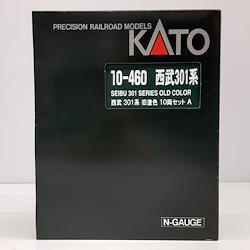 PRECISION RAILROAD MODELS
KATO
10-460 西武301系
SEIBU 301 SERIES OLD COLOR
西武 301系 旧塗色 10両セット A
N-GAUGE